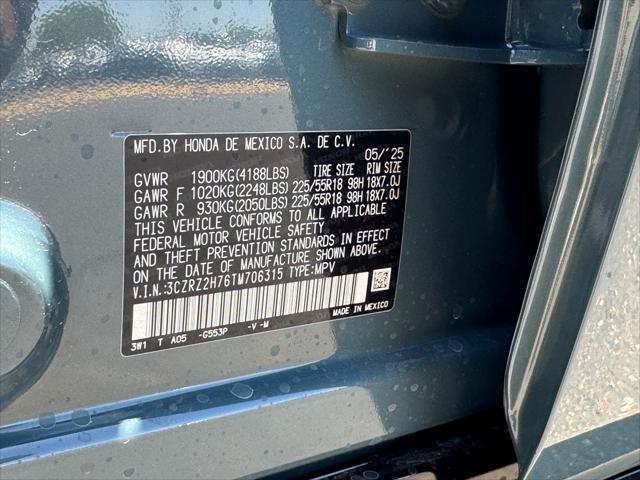 MFD.BY HONDA DE MEXICO S.A. DE C.V.
05/'25
GVWR 1900KG(4188LBS) TIRE SIZE RIM SIZE
GAWR F 1020KG(2248LBS) 225/55R18 98H 18X7.0J
GAWR R 930KG(2050LBS) 225/55R18 98H 18X7.0J
THIS VEHICLE CONFORMS TO ALL APPLICABLE
FEDERAL MOTOR VEHICLE SAFETY
AND THEFT PREVENTION STANDARDS IN EFFECT
ON THE DATE OF MANUFACTURE SHOWN ABOVE.
V.I.N.:3CZRZ2H76TM706315 TYPE:MPV
3W1 T A05 -G553P -V -M MADE IN MEXICO